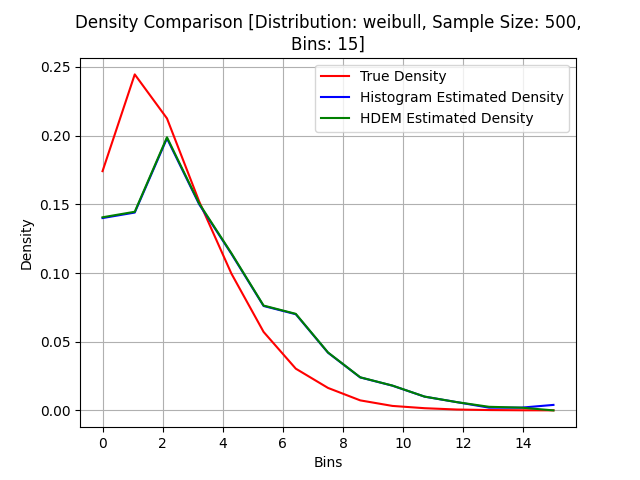 Density Comparison [Distribution: weibull, Sample Size: 500,
Bins: 15]
True Density
Histogram Estimated Density
HDEM Estimated Density
Density
0.25
0.20
0.15
0.10
0.05
0.00
0 2 4 6 8 10 12 14
Bins